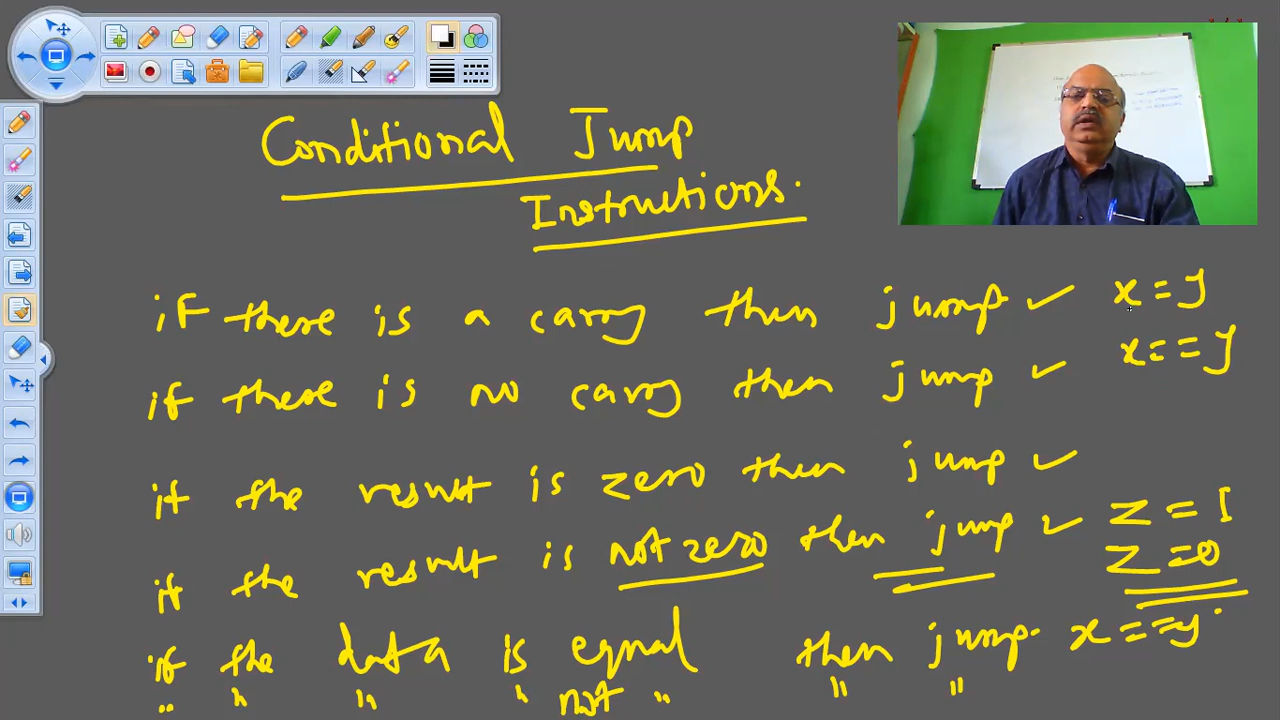 Conditional Jump
Instructions.
if there is a carry then jump ✓ x = y
x = = y
if there is no carry then jump ✓
if the result is zero then jump ✓
if the result is not zero then jump ✓ Z = 1
Z = 0
if the data is equal then jump. x = = y
" " " " not " " "